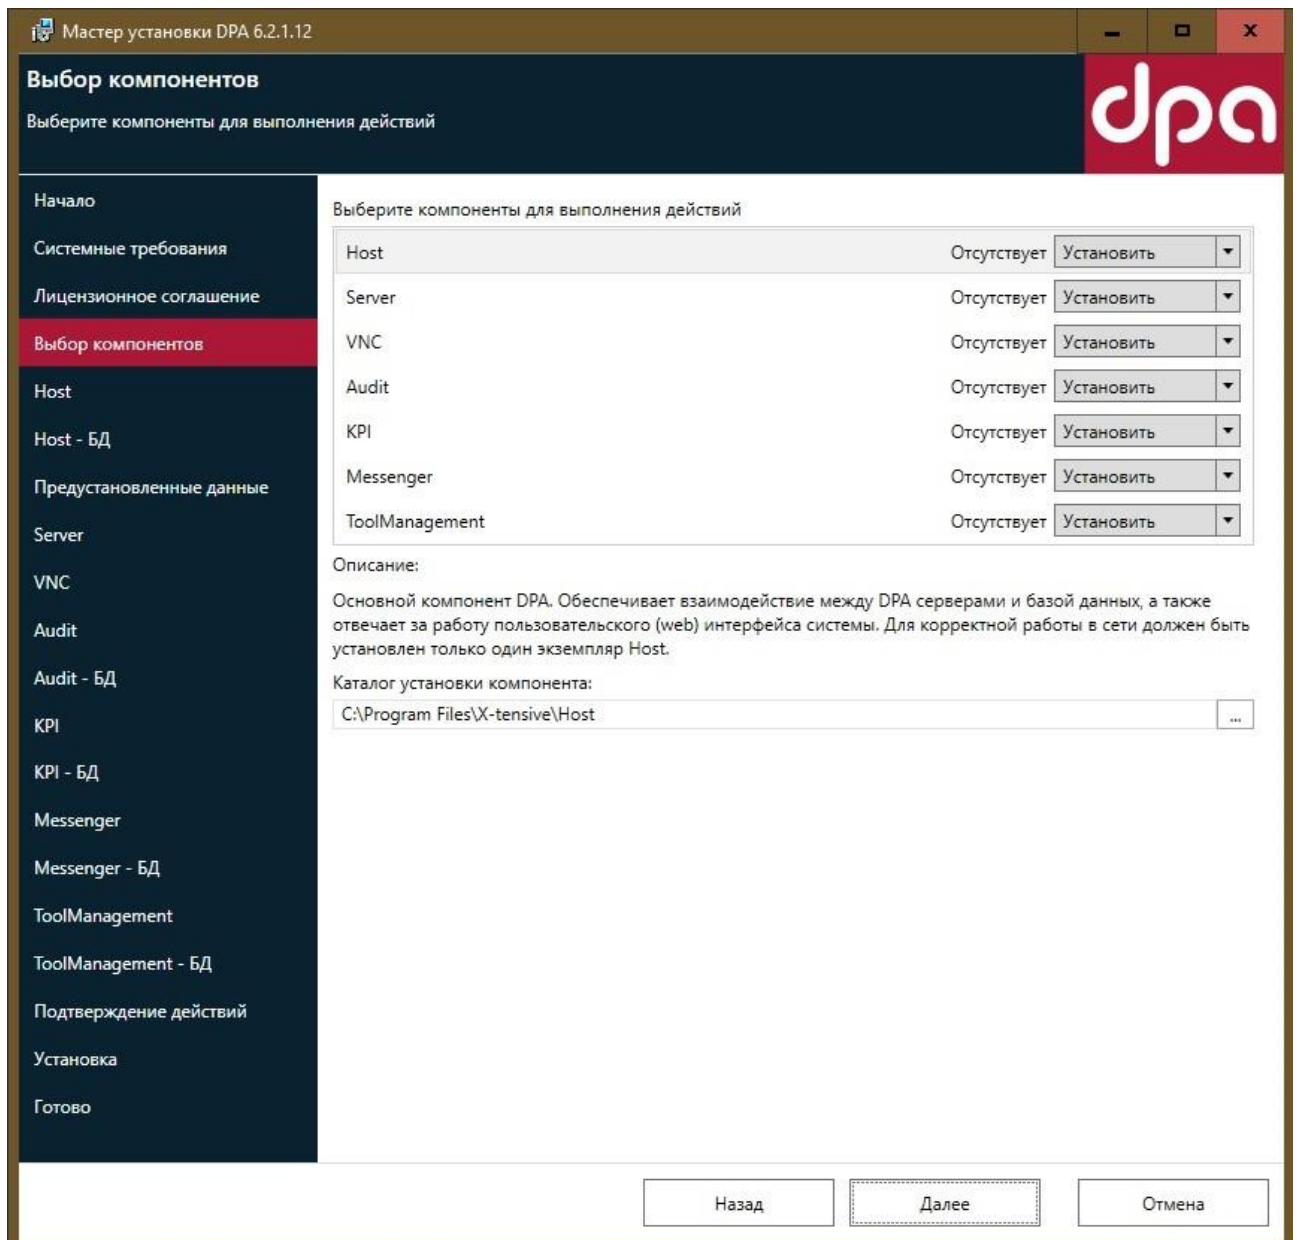 Мастер установки DPA 6.2.1.12
Выбор компонентов
Выберите компоненты для выполнения действий
dpa
Начало
Системные требования
Лицензионное соглашение
Выбор компонентов
Host
Host - БД
Предустановленные данные
Server
VNC
Audit
Audit - БД
KPI
KPI - БД
Messenger
Messenger - БД
ToolManagement
ToolManagement - БД
Подтверждение действий
Установка
Готово
Выберите компоненты для выполнения действий
Host Отсутствует Установить
Server Отсутствует Установить
VNC Отсутствует Установить
Audit Отсутствует Установить
KPI Отсутствует Установить
Messenger Отсутствует Установить
ToolManagement Отсутствует Установить
Описание:
Основной компонент DPA. Обеспечивает взаимодействие между DPA серверами и базой данных, а также
отвечает за работу пользовательского (web) интерфейса системы. Для корректной работы в сети должен быть
установлен только один экземпляр Host.
Каталог установки компонента:
C:\Program Files\X-tensive\Host ...
Назад Далее Отмена